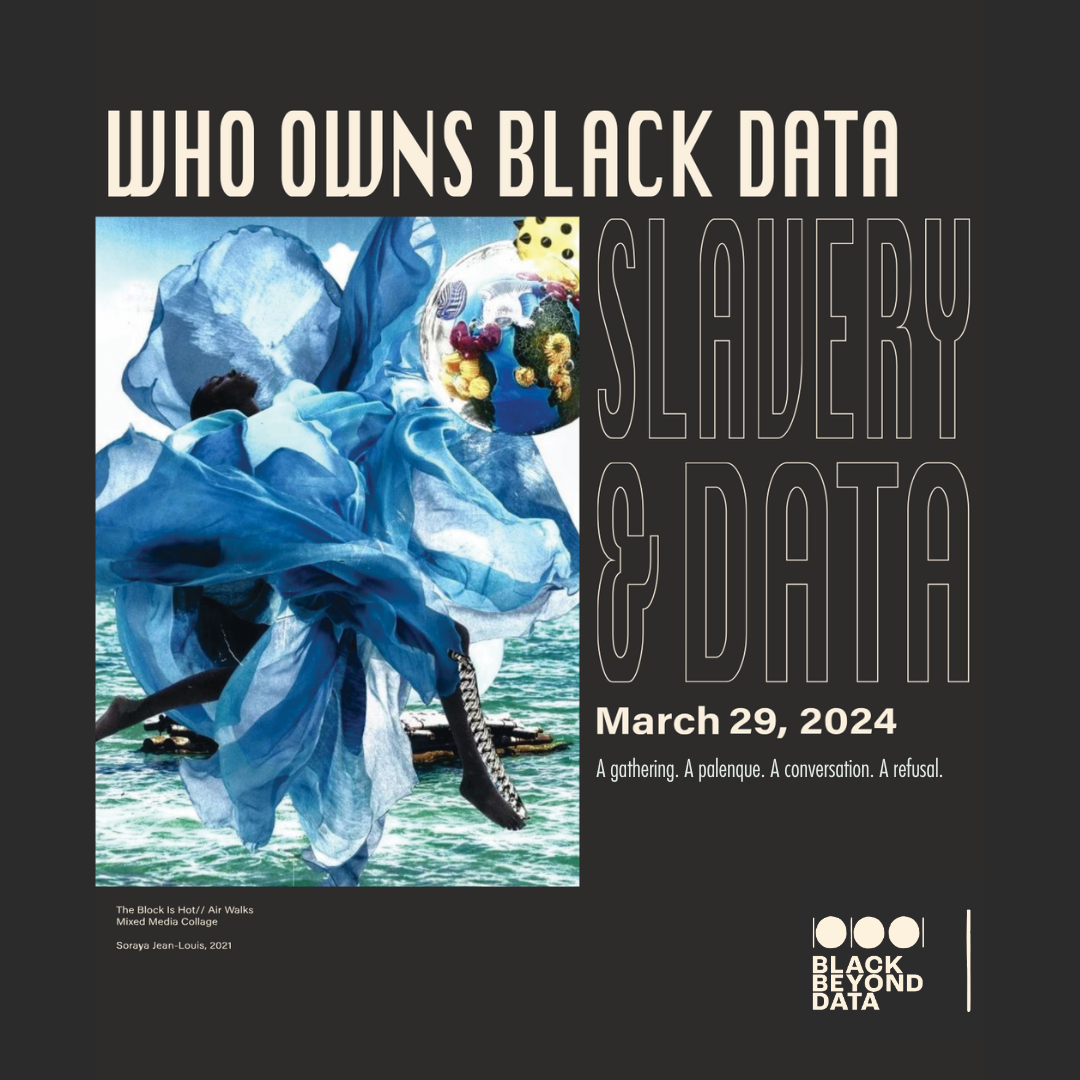 WHO OWNS BLACK DATA
SLAVERY
& DATA
March 29, 2024
A gathering. A palenque. A conversation. A refusal.
The Block Is Hot// Air Walks
Mixed Media Collage
Soraya Jean-Louis, 2021
BLACK
BEYOND
DATA